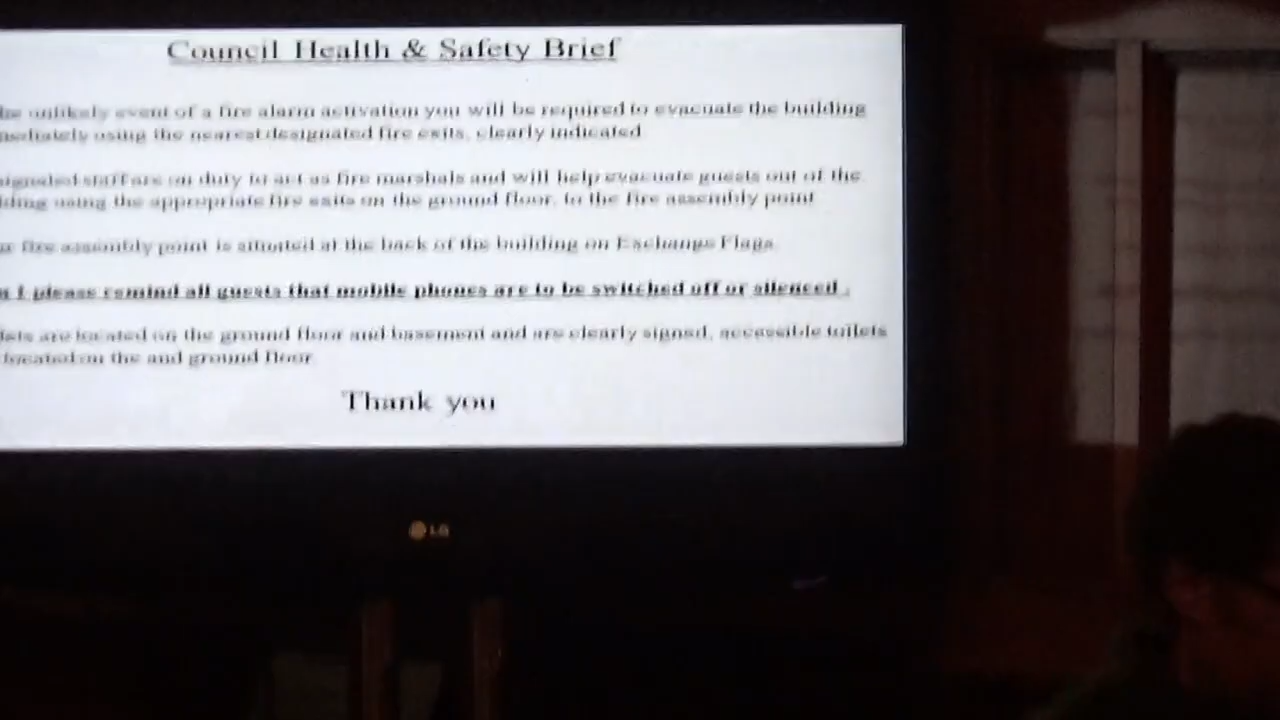 Council Health & Safety Brief
unlikely event of a fire alarm activation you will be required to evacuate the building
using the nearest designated fire exits, clearly indicated
staff are on duty to act as fire marshals and will help evacuate guests out of the
using the appropriate fire exits on the ground floor, to the fire assembly point
fire assembly point is situated at the back of the building on Exchange Flags
I please remind all guests that mobile phones are to be switched off or silenced .
are located on the ground floor and basement and are clearly signed, accessible toilets
located on the and ground floor
Thank you
LG